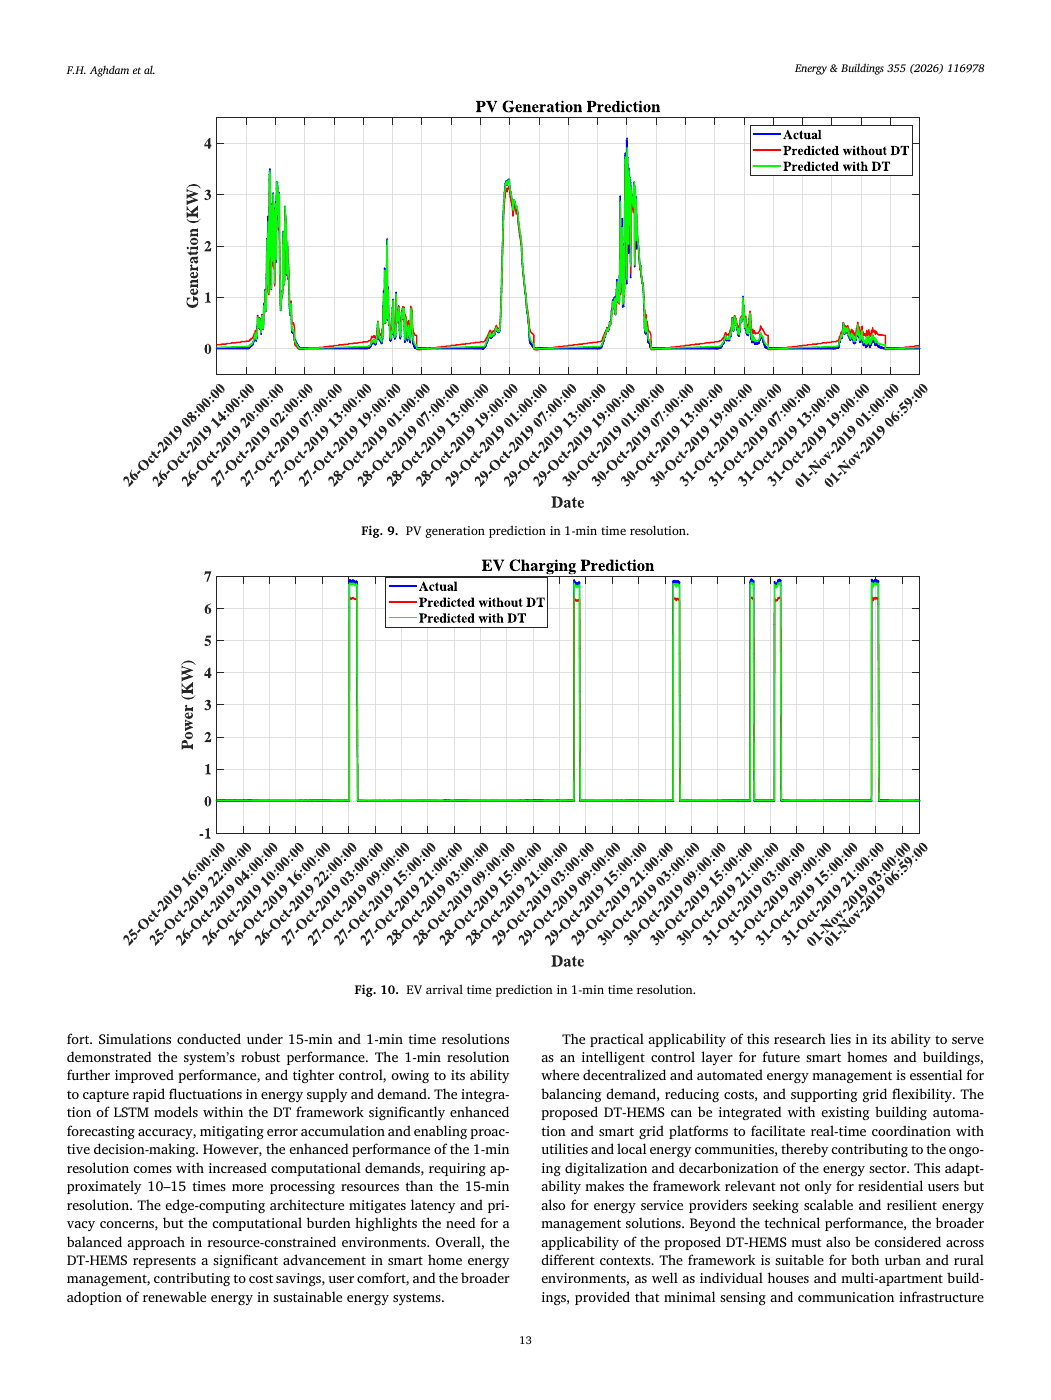 F.H. Aghdam et al.
Energy & Buildings 355 (2026) 116978
PV Generation Prediction
Actual
Predicted without DT
Predicted with DT
Generation (KW)
4
3
2
1
0
26-Oct-2019 08:00:00
26-Oct-2019 14:00:00
26-Oct-2019 20:00:00
27-Oct-2019 02:00:00
27-Oct-2019 07:00:00
27-Oct-2019 13:00:00
27-Oct-2019 19:00:00
28-Oct-2019 01:00:00
28-Oct-2019 07:00:00
28-Oct-2019 13:00:00
28-Oct-2019 19:00:00
29-Oct-2019 01:00:00
29-Oct-2019 07:00:00
29-Oct-2019 13:00:00
29-Oct-2019 19:00:00
30-Oct-2019 01:00:00
30-Oct-2019 07:00:00
30-Oct-2019 13:00:00
30-Oct-2019 19:00:00
31-Oct-2019 01:00:00
31-Oct-2019 07:00:00
31-Oct-2019 13:00:00
31-Oct-2019 19:00:00
01-Nov-2019 01:00:00
01-Nov-2019 06:59:00
Date
Fig. 9. PV generation prediction in 1-min time resolution.
EV Charging Prediction
Actual
Predicted without DT
Predicted with DT
Power (KW)
7
6
5
4
3
2
1
0
-1
25-Oct-2019 16:00:00
25-Oct-2019 22:00:00
26-Oct-2019 04:00:00
26-Oct-2019 10:00:00
26-Oct-2019 16:00:00
26-Oct-2019 22:00:00
27-Oct-2019 03:00:00
27-Oct-2019 09:00:00
27-Oct-2019 15:00:00
27-Oct-2019 21:00:00
28-Oct-2019 03:00:00
28-Oct-2019 09:00:00
28-Oct-2019 15:00:00
28-Oct-2019 21:00:00
29-Oct-2019 03:00:00
29-Oct-2019 09:00:00
29-Oct-2019 15:00:00
29-Oct-2019 21:00:00
30-Oct-2019 03:00:00
30-Oct-2019 09:00:00
30-Oct-2019 15:00:00
30-Oct-2019 21:00:00
31-Oct-2019 03:00:00
31-Oct-2019 09:00:00
31-Oct-2019 15:00:00
31-Oct-2019 21:00:00
01-Nov-2019 03:00:00
01-Nov-2019 06:59:00
Date
Fig. 10. EV arrival time prediction in 1-min time resolution.
fort. Simulations conducted under 15-min and 1-min time resolutions
demonstrated the system's robust performance. The 1-min resolution
further improved performance, and tighter control, owing to its ability
to capture rapid fluctuations in energy supply and demand. The integra-
tion of LSTM models within the DT framework significantly enhanced
forecasting accuracy, mitigating error accumulation and enabling proac-
tive decision-making. However, the enhanced performance of the 1-min
resolution comes with increased computational demands, requiring ap-
proximately 10–15 times more processing resources than the 15-min
resolution. The edge-computing architecture mitigates latency and pri-
vacy concerns, but the computational burden highlights the need for a
balanced approach in resource-constrained environments. Overall, the
DT-HEMS represents a significant advancement in smart home energy
management, contributing to cost savings, user comfort, and the broader
adoption of renewable energy in sustainable energy systems.
The practical applicability of this research lies in its ability to serve
as an intelligent control layer for future smart homes and buildings,
where decentralized and automated energy management is essential for
balancing demand, reducing costs, and supporting grid flexibility. The
proposed DT-HEMS can be integrated with existing building automa-
tion and smart grid platforms to facilitate real-time coordination with
utilities and local energy communities, thereby contributing to the ongo-
ing digitalization and decarbonization of the energy sector. This adapt-
ability makes the framework relevant not only for residential users but
also for energy service providers seeking scalable and resilient energy
management solutions. Beyond the technical performance, the broader
applicability of the proposed DT-HEMS must also be considered across
different contexts. The framework is suitable for both urban and rural
environments, as well as individual houses and multi-apartment build-
ings, provided that minimal sensing and communication infrastructure
13